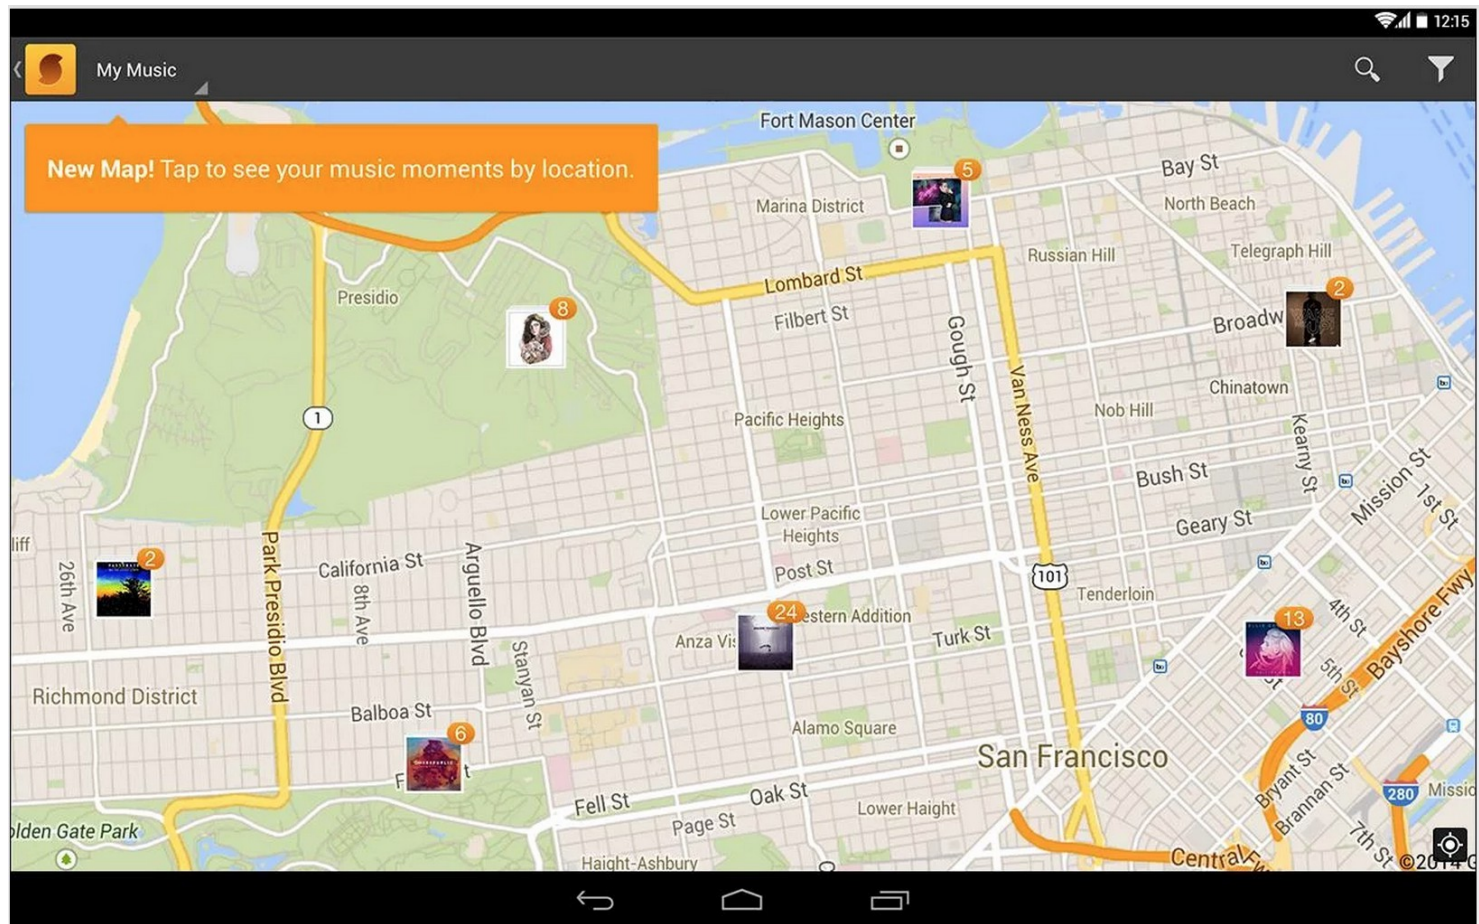 12:15
My Music
New Map! Tap to see your music moments by location.
Fort Mason Center
5
Bay St
Marina District
North Beach
Russian Hill
Telegraph Hill
Lombard St
Presidio
8
2
Filbert St
Broadw
Gough St
Van Ness Ave
Chinatown
1
Nob Hill
Pacific Heights
Kearny St
Bush St
Mission St
1st St
Lower Pacific
Heights
Geary St
liff
2
26th Ave
Park Presidio Blvd
California St
8th Ave
Arguello Blvd
Post St
101
Tenderloin
24
estern Addition
Anza Vis
Turk St
13
4th St
5th St
Bayshore Fwy
St
Stanyan St
Richmond District
Balboa St
6
F
t
ONEREPUBLIC
Alamo Square
80
San Francisco
Bryant St
Brannan St
280
Missio
Fell St
Oak St
Page St
Lower Haight
7th St
olden Gate Park
Haight-Ashbury
C
Central Fw
©2014 G